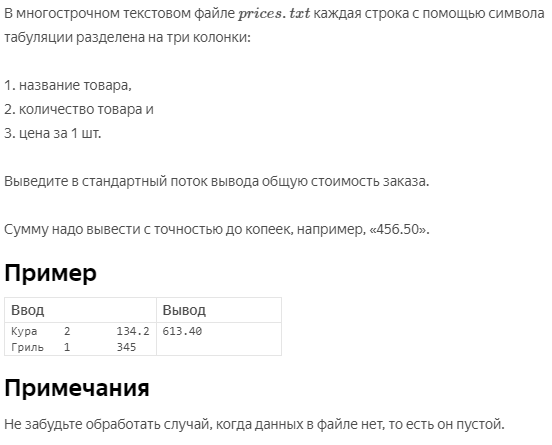 В многострочном текстовом файле prices.txt каждая строка с помощью символа
табуляции разделена на три колонки:
1. название товара,
2. количество товара и
3. цена за 1 шт.
Выведите в стандартный поток вывода общую стоимость заказа.
Сумму надо вывести с точностью до копеек, например, «456.50».
Пример
Ввод Вывод
Кура 2 134.2 613.40
Гриль 1 345
Примечания
Не забудьте обработать случай, когда данных в файле нет, то есть он пустой.